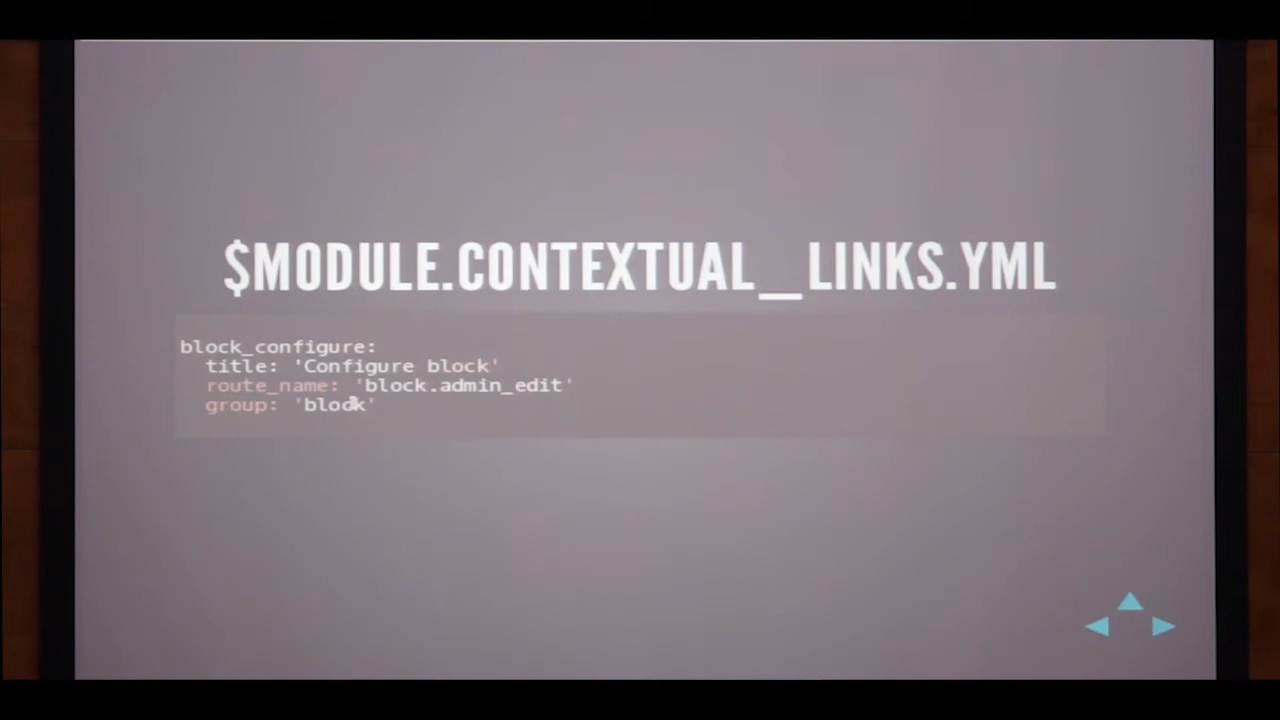 $MODULE.CONTEXTUAL_LINKS.YML
block_configure:
  title: 'Configure block'
  route_name: 'block.admin_edit'
  group: 'block'